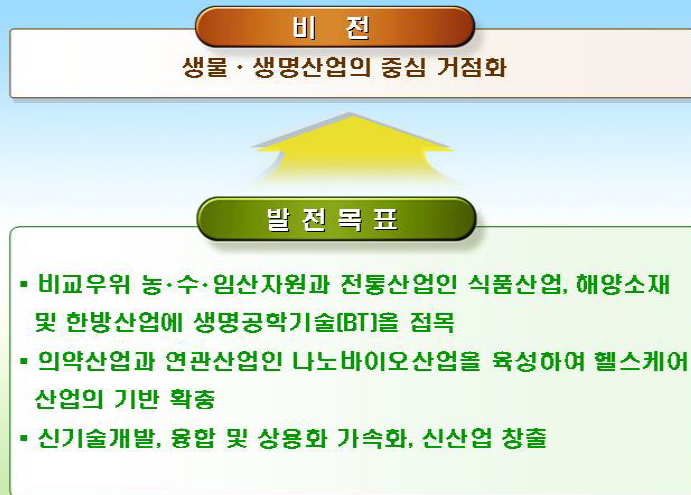 비 전
생물·생명산업의 중심 거점화
발 전 목 표
▪ 비교우위 농·수·임산자원과 전통산업인 식품산업, 해양소재
및 한방산업에 생명공학기술(BT)을 접목
▪ 의약산업과 연관산업인 나노바이오산업을 육성하여 헬스케어
산업의 기반 확충
▪ 신기술개발, 융합 및 상용화 가속화, 신산업 창출